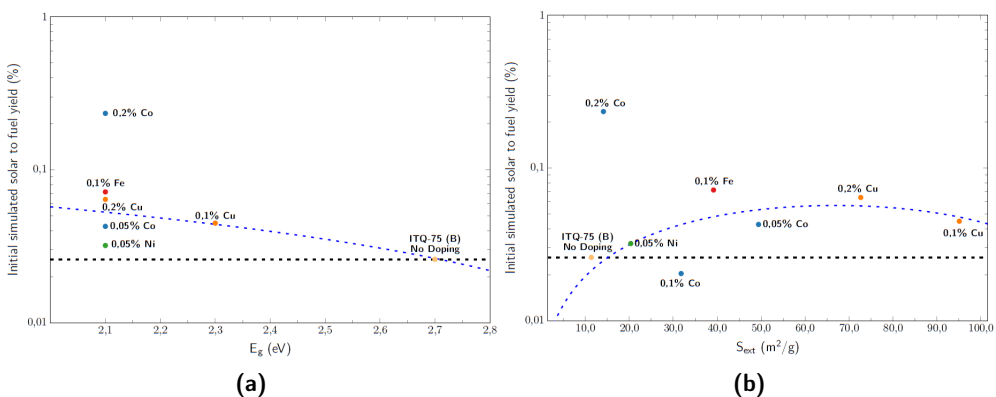 Initial simulated solar to fuel yield (%)
1
0,1
0,01
0,2% Co
0,1% Fe
0,2% Cu
0,05% Co
0,05% Ni
0,1% Cu
ITQ-75 (B)
No Doping
2,1
2,2
2,3
2,4
2,5
2,6
2,7
2,8
E_g (eV)
(a)
Initial simulated solar to fuel yield (%)
1
0,1
0,01
0,2% Co
0,1% Fe
0,2% Cu
0,05% Co
0,1% Cu
ITQ-75 (B)
No Doping
0,05% Ni
0,1% Co
10,0
20,0
30,0
40,0
50,0
60,0
70,0
80,0
90,0
100,0
S_ext (m²/g)
(b)